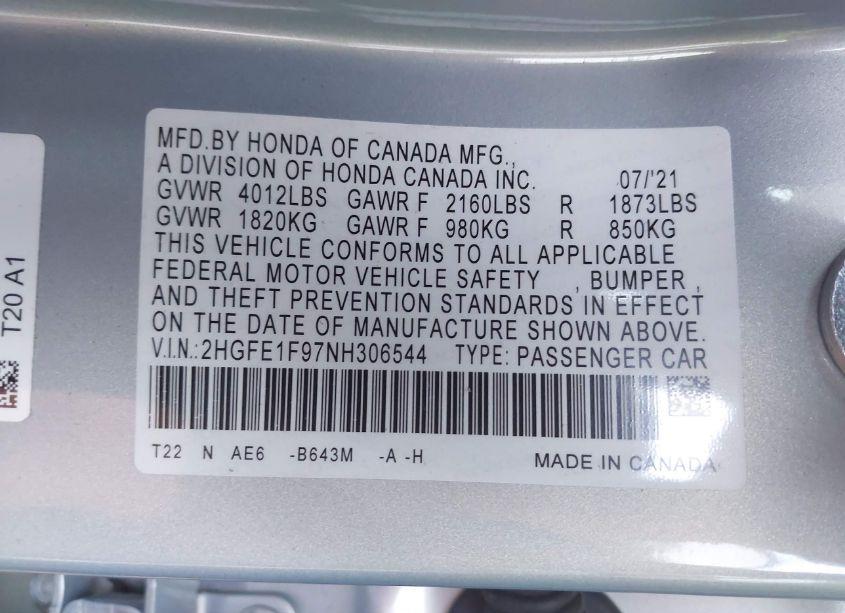 MFD.BY HONDA OF CANADA MFG.,
A DIVISION OF HONDA CANADA INC. 07/'21
GVWR 4012LBS GAWR F 2160LBS R 1873LBS
GVWR 1820KG GAWR F 980KG R 850KG
THIS VEHICLE CONFORMS TO ALL APPLICABLE
FEDERAL MOTOR VEHICLE SAFETY , BUMPER ,
AND THEFT PREVENTION STANDARDS IN EFFECT
ON THE DATE OF MANUFACTURE SHOWN ABOVE.
V.I.N.:2HGFE1F97NH306544 TYPE: PASSENGER CAR
T22 N AE6 -B643M -A -H MADE IN CANADA
T20 A1